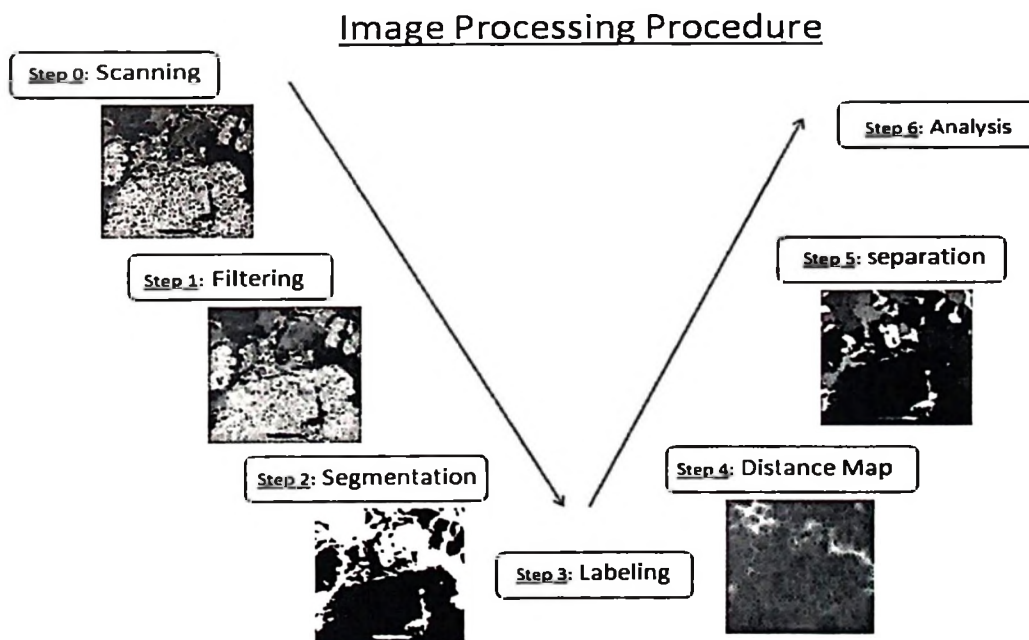 Image Processing Procedure
Step 0: Scanning
Step 1: Filtering
Step 2: Segmentation
Step 3: Labeling
Step 4: Distance Map
Step 5: separation
Step 6: Analysis